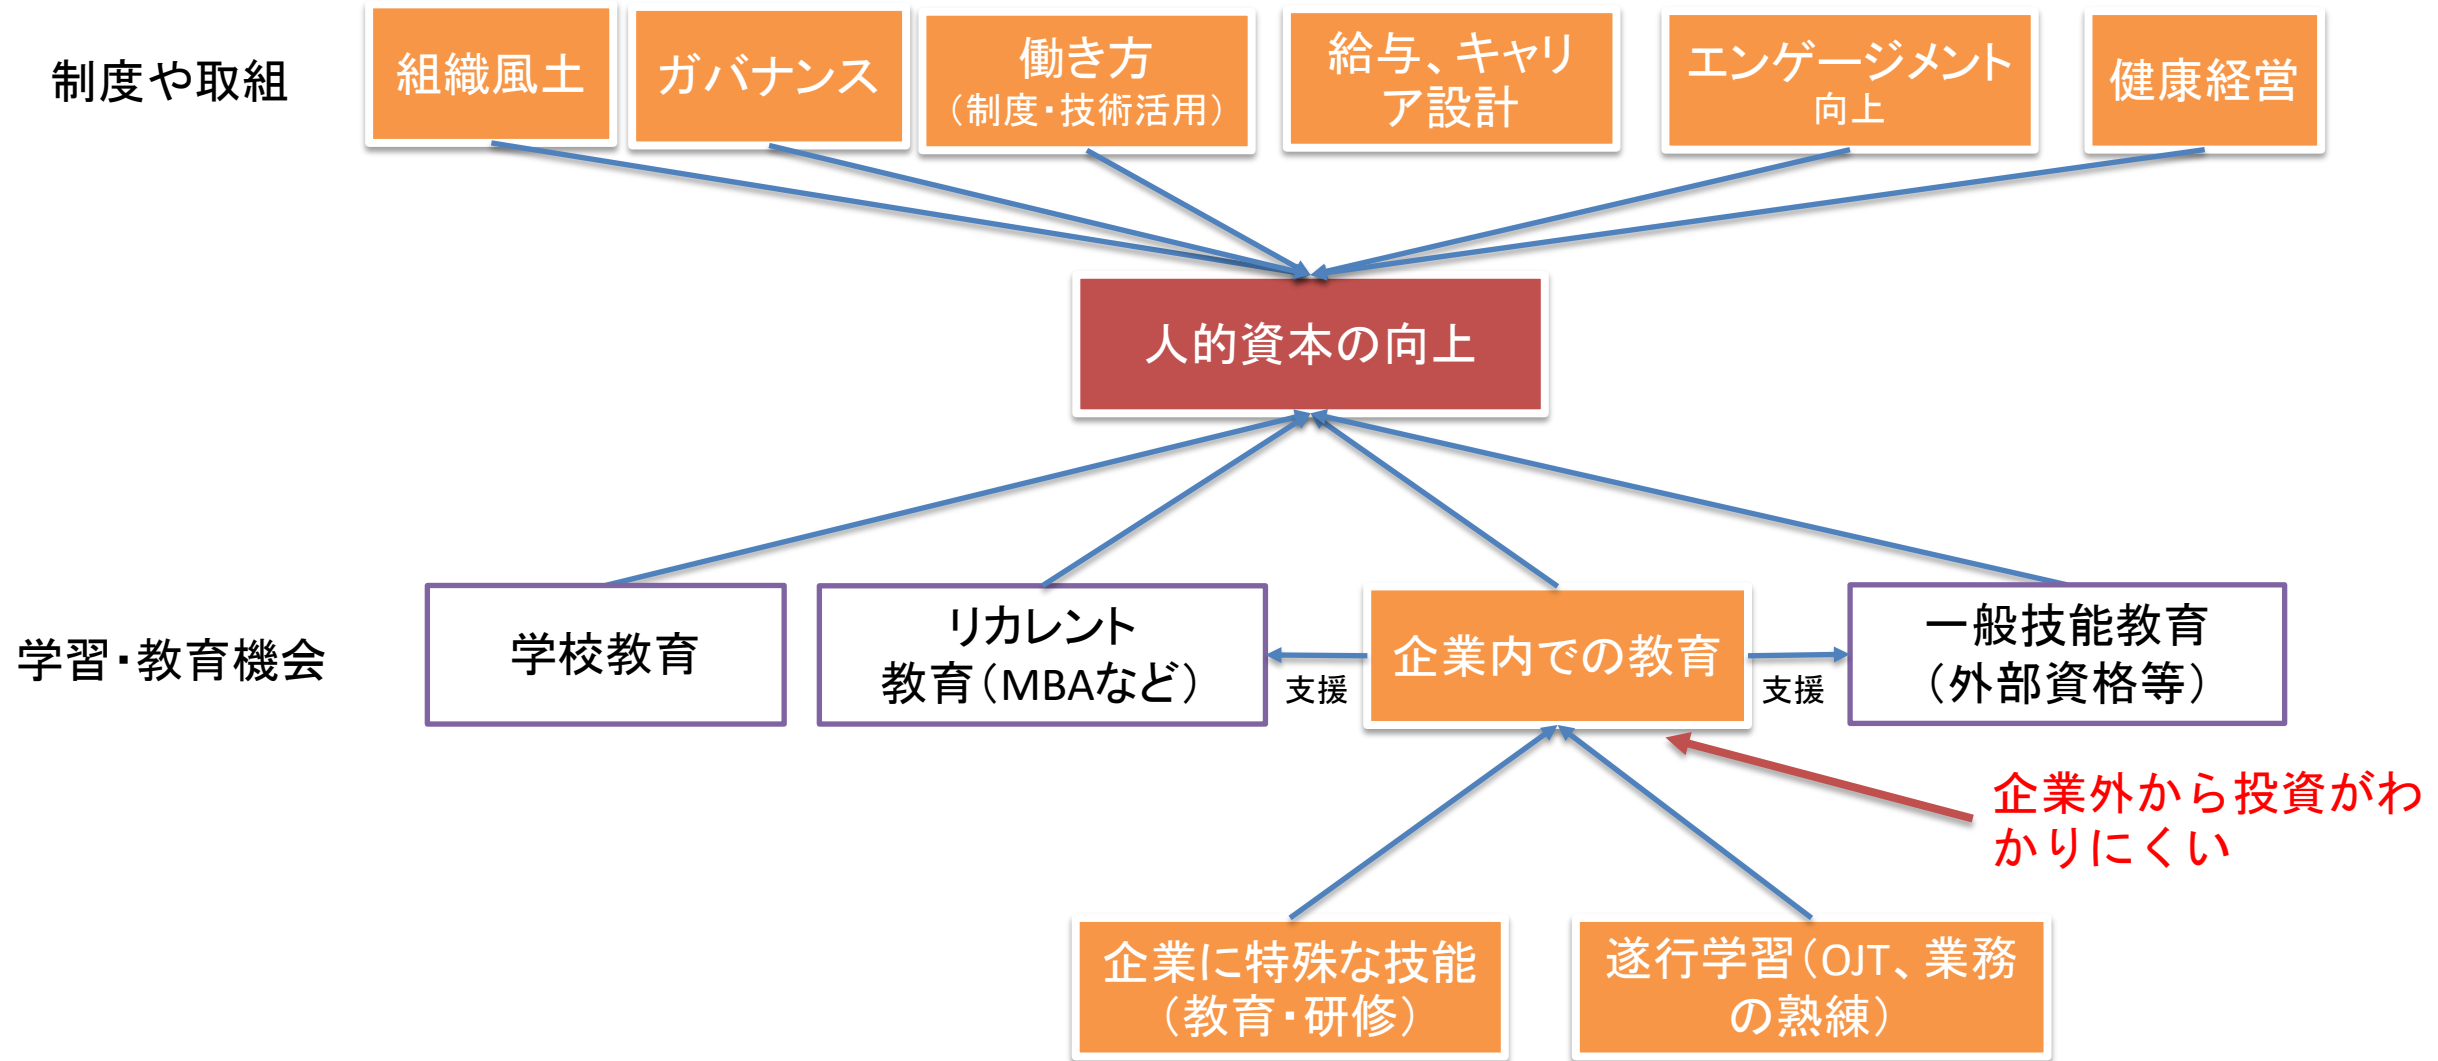 制度や取組
組織風土
ガバナンス
働き方
（制度・技術活用）
給与、キャリ
ア設計
エンゲージメント
向上
健康経営
人的資本の向上
学習・教育機会
学校教育
リカレント
教育（MBAなど）
支援
企業内での教育
支援
一般技能教育
（外部資格等）
企業外から投資がわ
かりにくい
企業に特殊な技能
（教育・研修）
遂行学習（OJT、業務
の熟練）